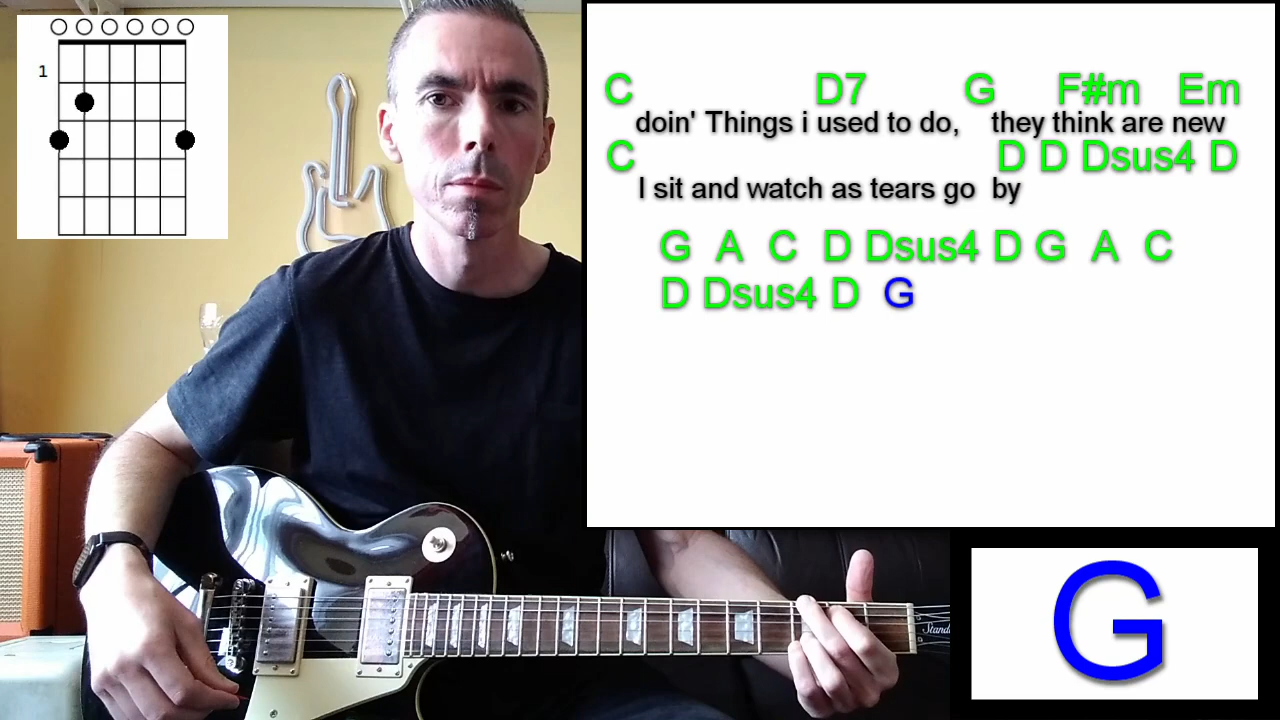 1
C D7 G F#m Em
doin' Things i used to do, they think are new
C D D Dsus4 D
I sit and watch as tears go by
G A C D Dsus4 D G A C
D Dsus4 D G
G